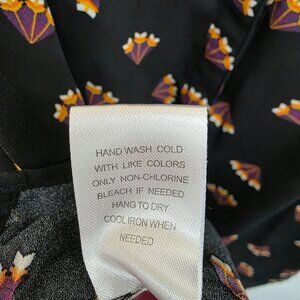 HAND WASH COLD
WITH LIKE COLORS
ONLY NON-CHLORINE
BLEACH IF NEEDED
HANG TO DRY
COOL IRON WHEN
NEEDED